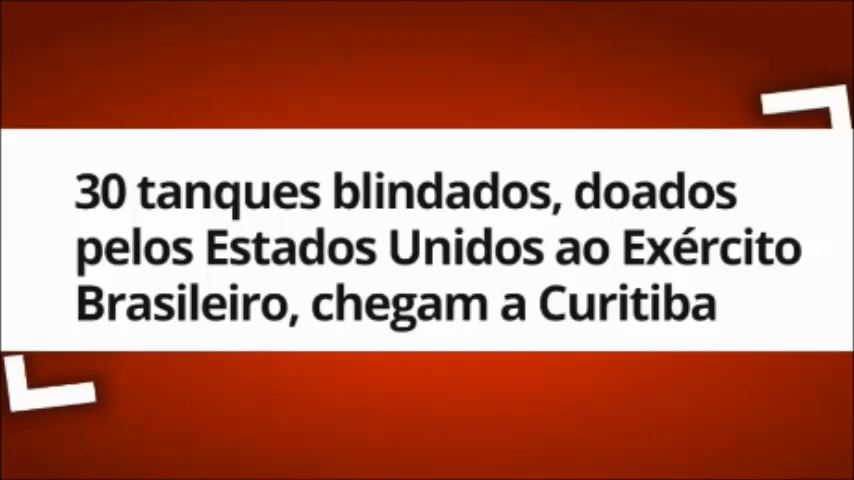 30 tanques blindados, doados
pelos Estados Unidos ao Exército
Brasileiro, chegam a Curitiba